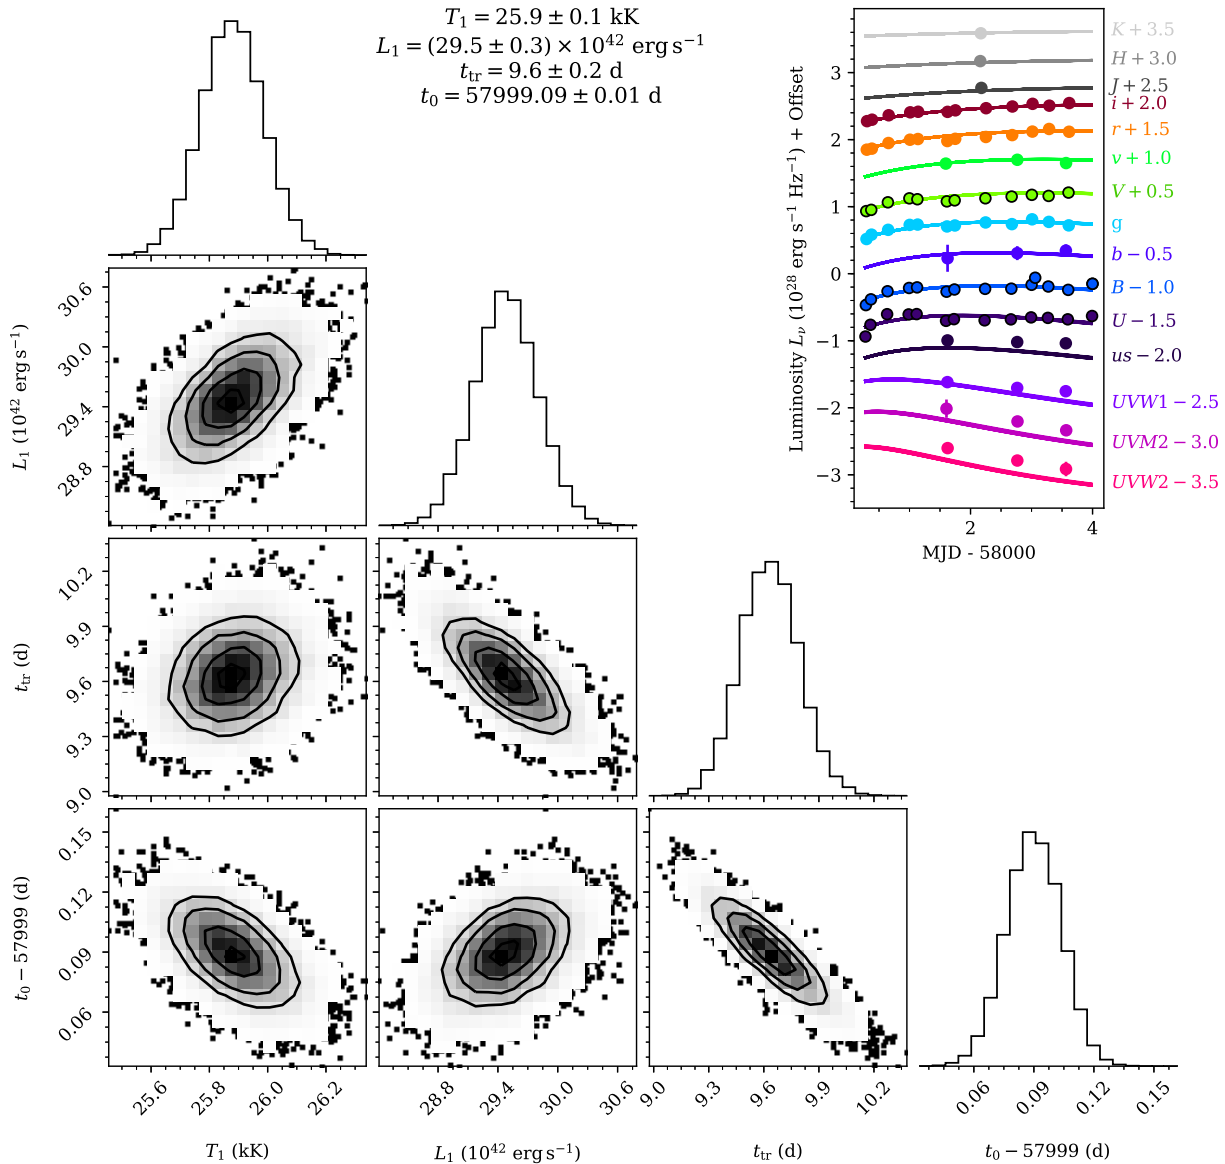 T₁ = 25.9 ± 0.1 kK
L₁ = (29.5 ± 0.3) × 10⁴² erg s⁻¹
t_tr = 9.6 ± 0.2 d
t₀ = 57999.09 ± 0.01 d
Luminosity L_ν (10²⁸ erg s⁻¹ Hz⁻¹) + Offset
3
2
1
0
−1
−2
−3
K + 3.5
H + 3.0
J + 2.5
i + 2.0
r + 1.5
v + 1.0
V + 0.5
g
b − 0.5
B − 1.0
U − 1.5
us − 2.0
UVW1 − 2.5
UVM2 − 3.0
UVW2 − 3.5
2
4
MJD - 58000
L₁ (10⁴² erg s⁻¹)
30.6
30.0
29.4
28.8
t_tr (d)
10.2
9.9
9.6
9.3
9.0
t₀ − 57999 (d)
0.15
0.12
0.09
0.06
25.6
25.8
26.0
26.2
T₁ (kK)
28.8
29.4
30.0
30.6
L₁ (10⁴² erg s⁻¹)
9.0
9.3
9.6
9.9
10.2
t_tr (d)
0.06
0.09
0.12
0.15
t₀ − 57999 (d)